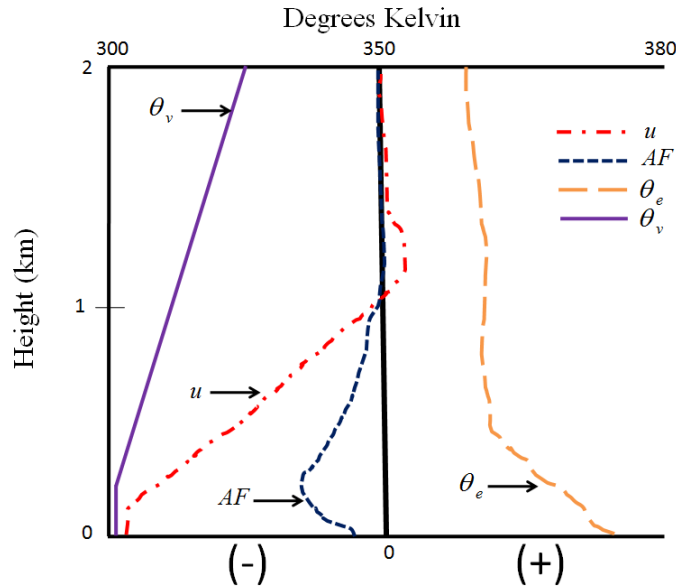 Degrees Kelvin
300 350 380
2
θv
u
AF
θe
θv
Height (km)
1
u
AF
θe
0
0
(-) (+)